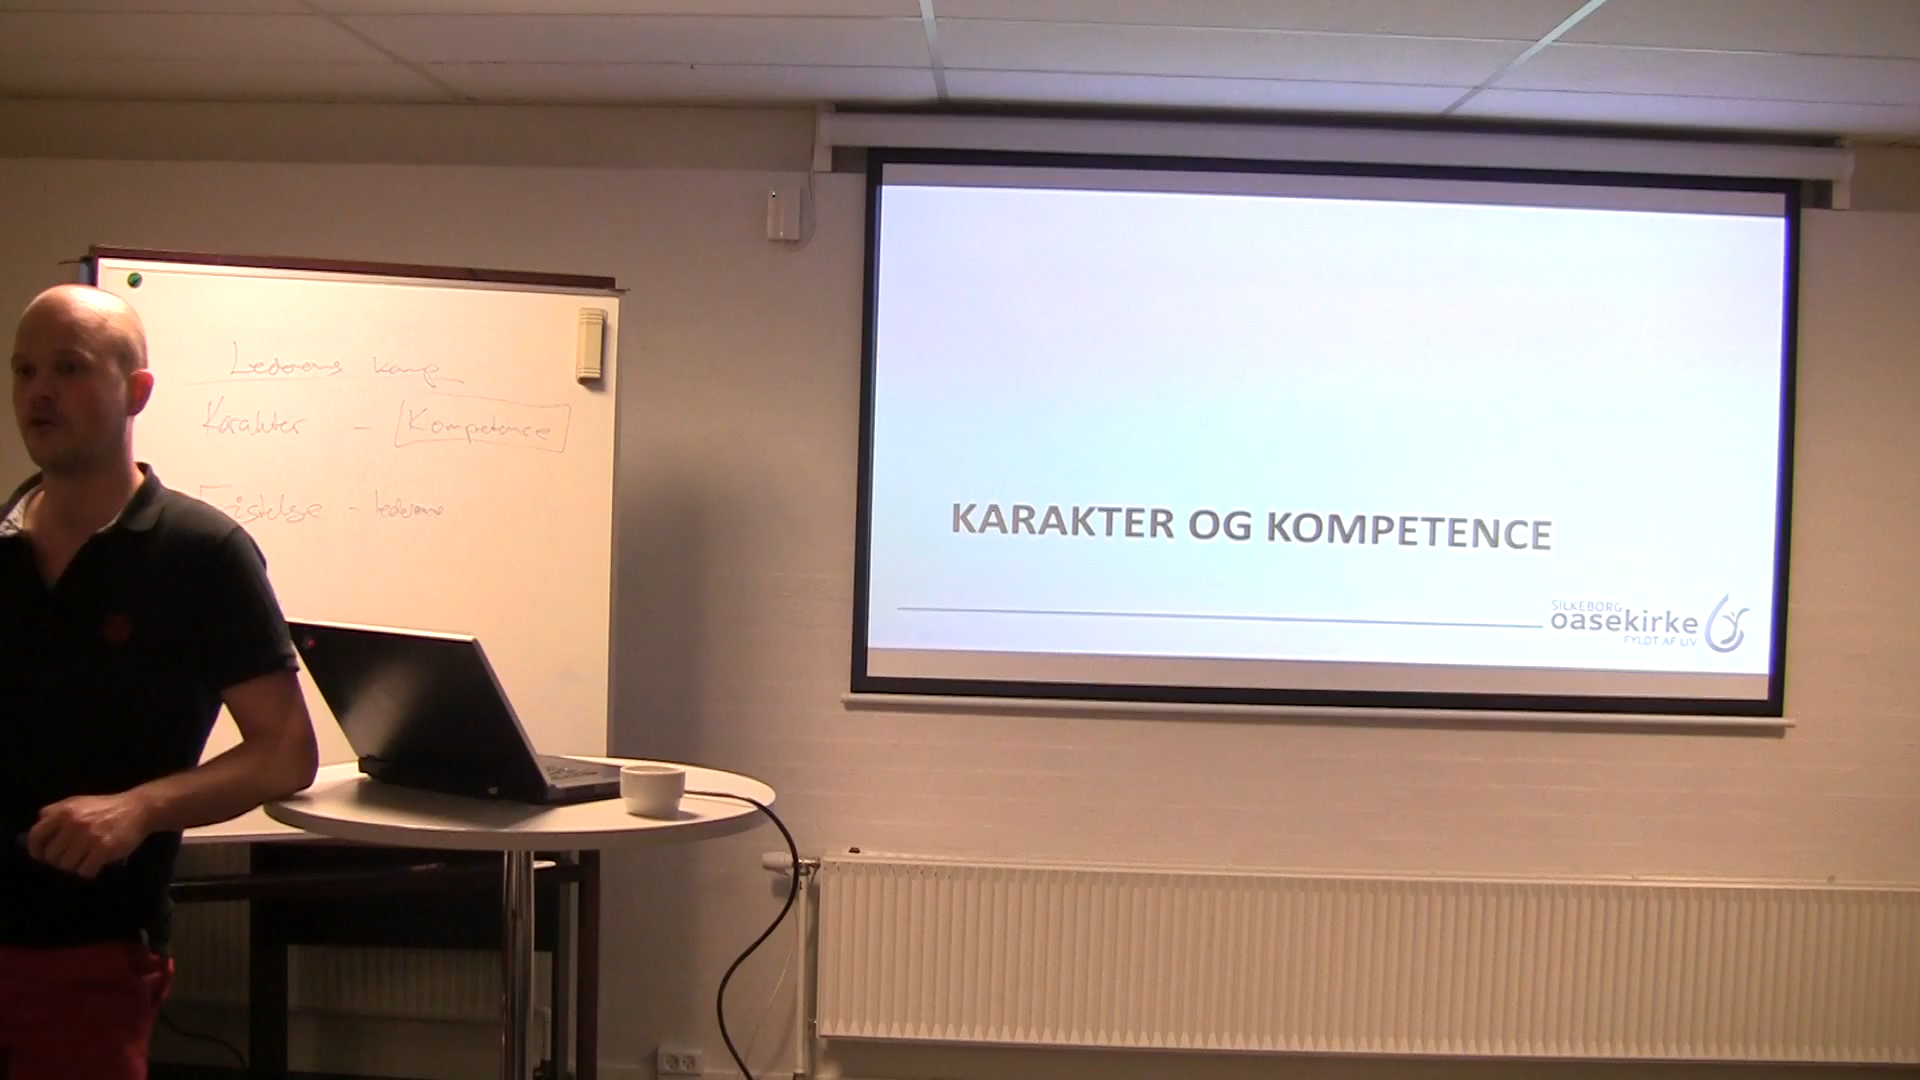 Lederens kamp
Karakter - Kompetence
Fristelse - lederens
KARAKTER OG KOMPETENCE
SILKEBORG
oasekirke
FYLDT AF LIV